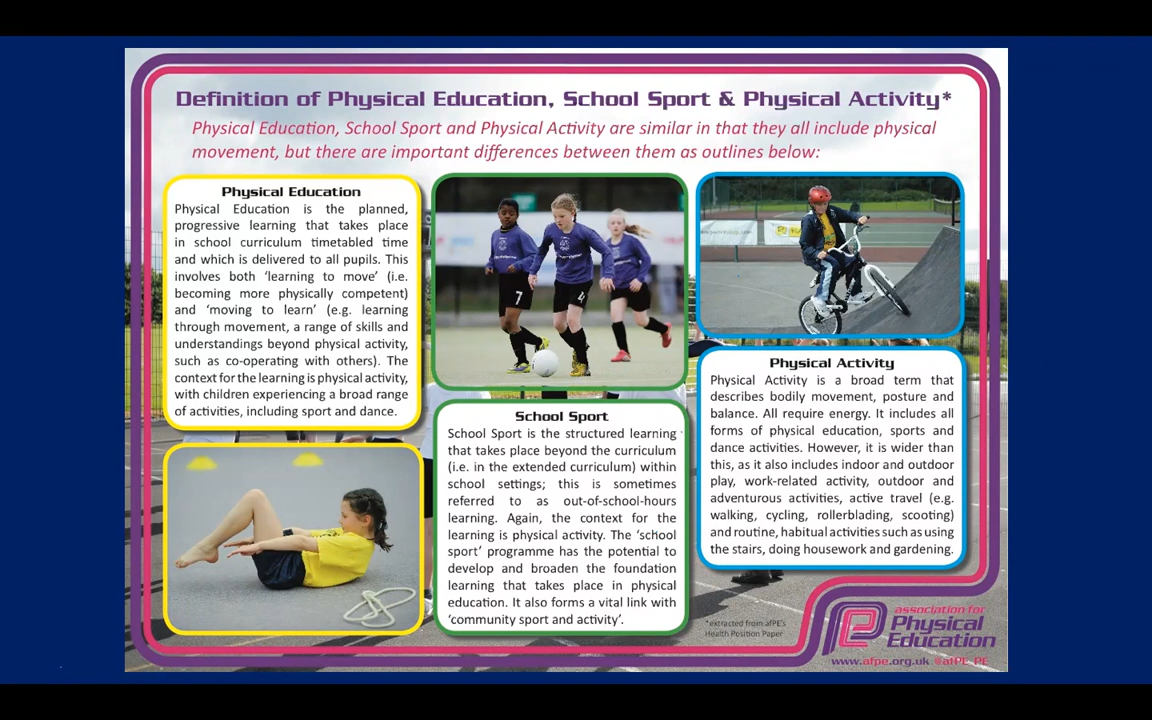 Definition of Physical Education, School Sport & Physical Activity*
Physical Education, School Sport and Physical Activity are similar in that they all include physical
movement, but there are important differences between them as outlines below:
Physical Education
Physical Education is the planned,
progressive learning that takes place
in school curriculum timetabled time
and which is delivered to all pupils. This
involves both ‘learning to move’ (i.e.
becoming more physically competent)
and ‘moving to learn’ (e.g. learning
through movement, a range of skills and
understandings beyond physical activity,
such as co-operating with others). The
context for the learning is physical activity,
with children experiencing a broad range
of activities, including sport and dance.
7
4
School Sport
School Sport is the structured learning
that takes place beyond the curriculum
(i.e. in the extended curriculum) within
school settings; this is sometimes
referred to as out-of-school-hours
learning. Again, the context for the
learning is physical activity. The ‘school
sport’ programme has the potential to
develop and broaden the foundation
learning that takes place in physical
education. It also forms a vital link with
‘community sport and activity’.
Physical Activity
Physical Activity is a broad term that
describes bodily movement, posture and
balance. All require energy. It includes all
forms of physical education, sports and
dance activities. However, it is wider than
this, as it also includes indoor and outdoor
play, work-related activity, outdoor and
adventurous activities, active travel (e.g.
walking, cycling, rollerblading, scooting)
and routine, habitual activities such as using
the stairs, doing housework and gardening.
*extracted from afPE's
Health Position Paper
association for
Physical
Education
www.afpe.org.uk @afPE_PE